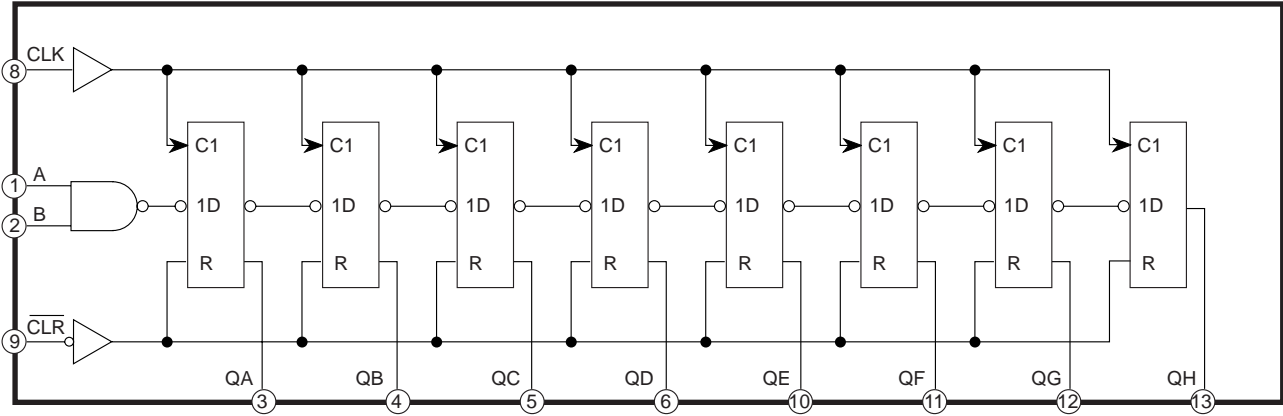 8 CLK
C1 C1 C1 C1 C1 C1 C1 C1
1 A
1D 1D 1D 1D 1D 1D 1D 1D
2 B
R R R R R R R R
9 C̅L̅R̅
QA QB QC QD QE QF QG QH
3 4 5 6 10 11 12 13